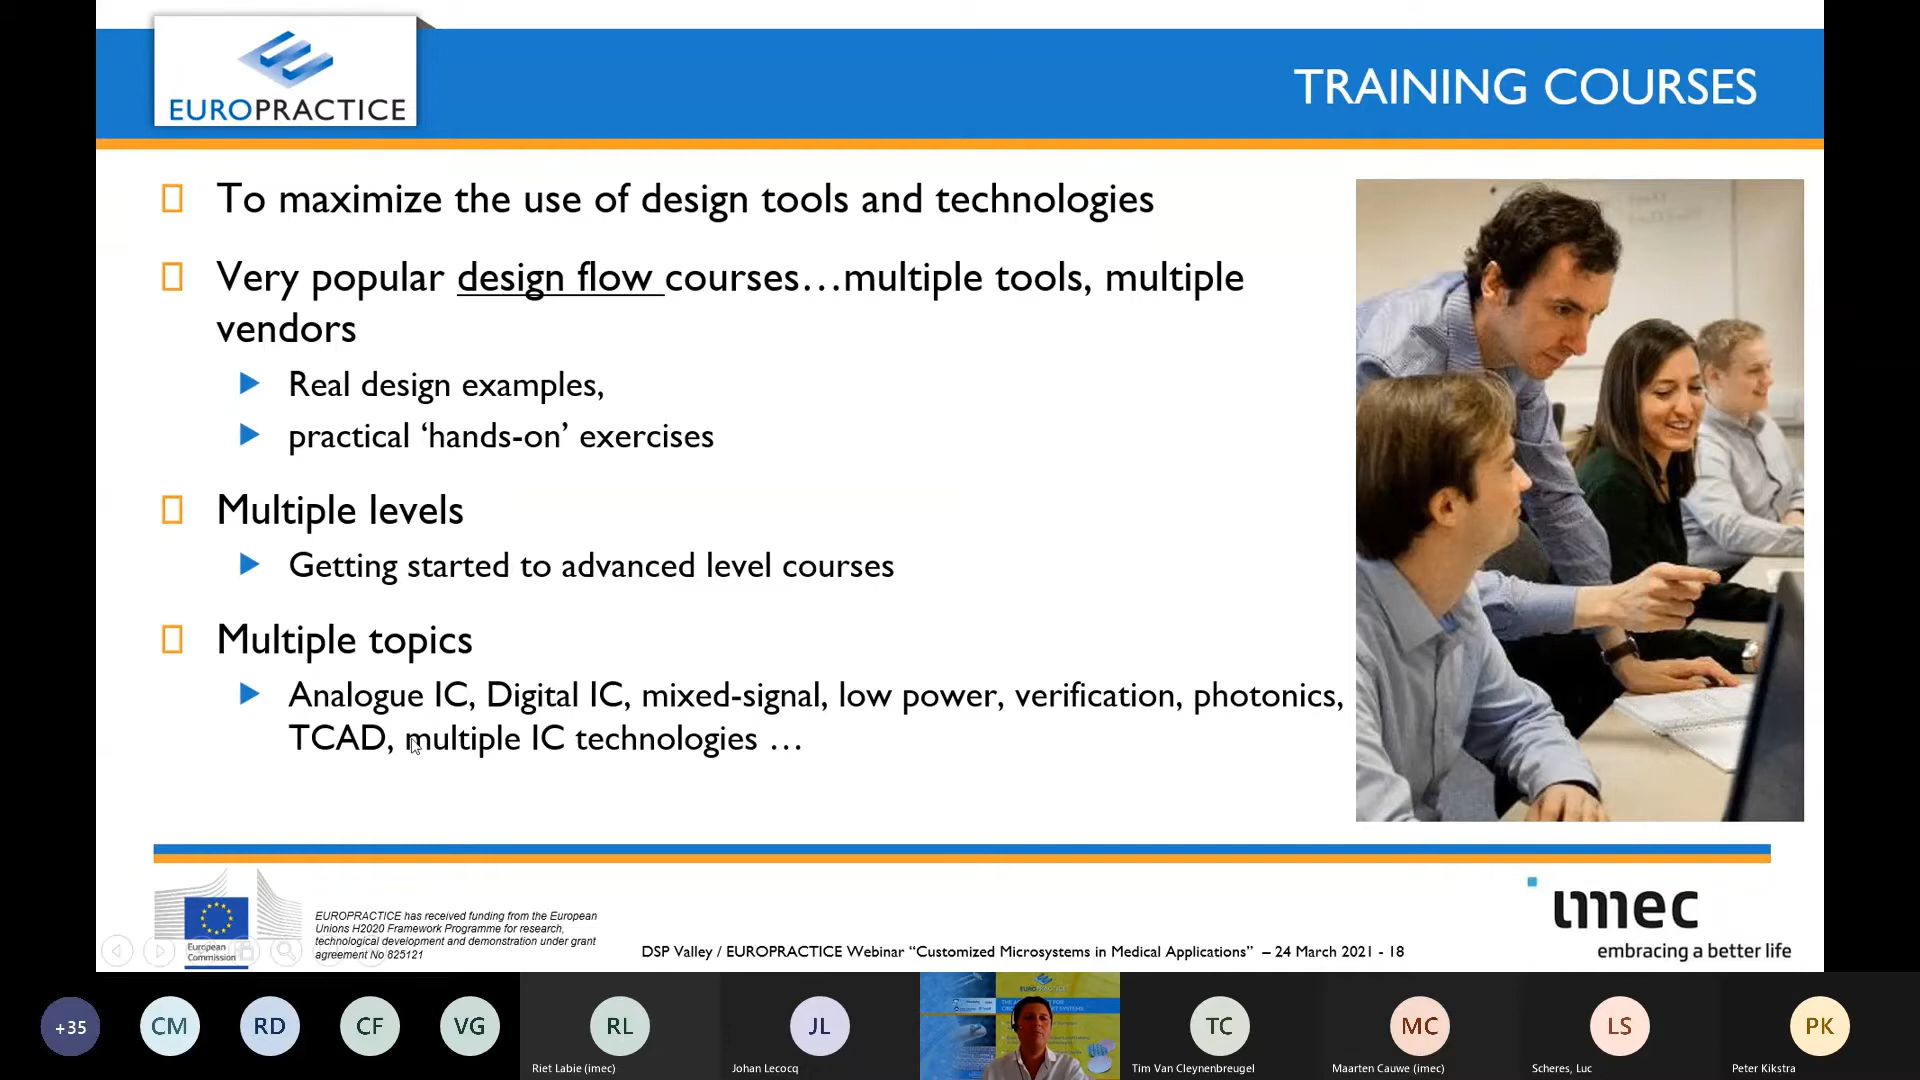 EUROPRACTICE
TRAINING COURSES
To maximize the use of design tools and technologies
Very popular design flow courses…multiple tools, multiple
vendors
Real design examples,
practical ‘hands-on’ exercises
Multiple levels
Getting started to advanced level courses
Multiple topics
Analogue IC, Digital IC, mixed-signal, low power, verification, photonics,
TCAD, multiple IC technologies …
European
Commission
EUROPRACTICE has received funding from the European
Unions H2020 Framework Programme for research,
technological development and demonstration under grant
agreement No 825121
DSP Valley / EUROPRACTICE Webinar “Customized Microsystems in Medical Applications” – 24 March 2021 - 18
imec
embracing a better life
+35
CM
RD
CF
VG
RL
Riet Labie (imec)
JL
Johan Lecocq
EUROPRACTICE
TC
Tim Van Cleynenbreugel
MC
Maarten Cauwe (imec)
LS
Scheres, Luc
PK
Peter Kikstra